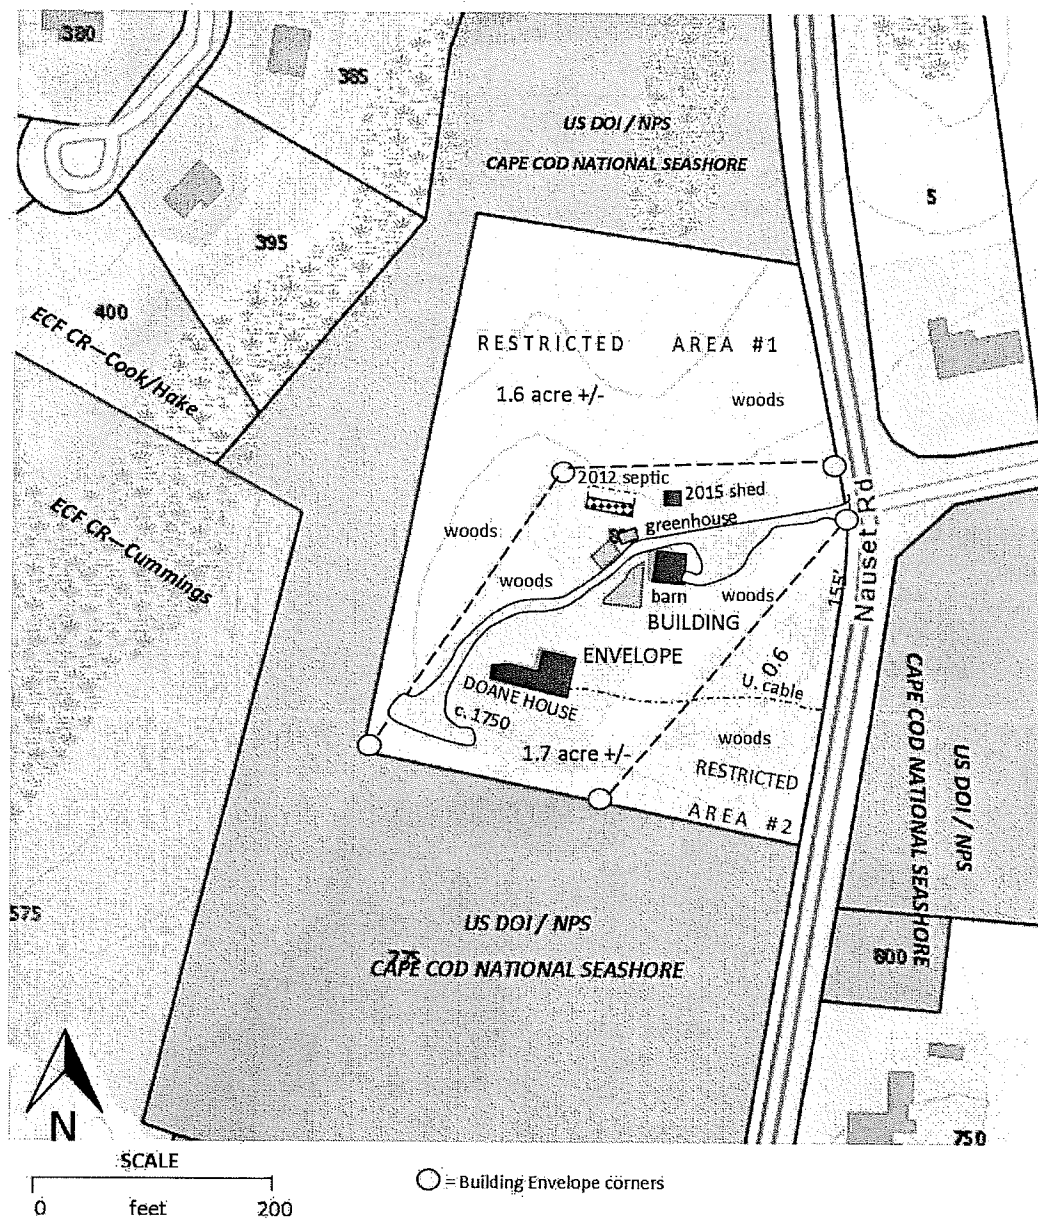 380
385
US DOI / NPS
CAPE COD NATIONAL SEASHORE
5
395
400
ECF CR—Cook/Hake
RESTRICTED AREA #1
1.6 acre +/-
woods
2012 septic
2015 shed
ECF CR—Cummings
woods
greenhouse
Nauset Rd
woods
barn
woods
155'
BUILDING
ENVELOPE
0.6
U. cable
DOANE HOUSE
c. 1750
woods
1.7 acre +/-
RESTRICTED
AREA #2
US DOI / NPS
CAPE COD NATIONAL SEASHORE
575
US DOI / NPS
775
CAPE COD NATIONAL SEASHORE
800
N
750
SCALE
0 feet 200
= Building Envelope corners